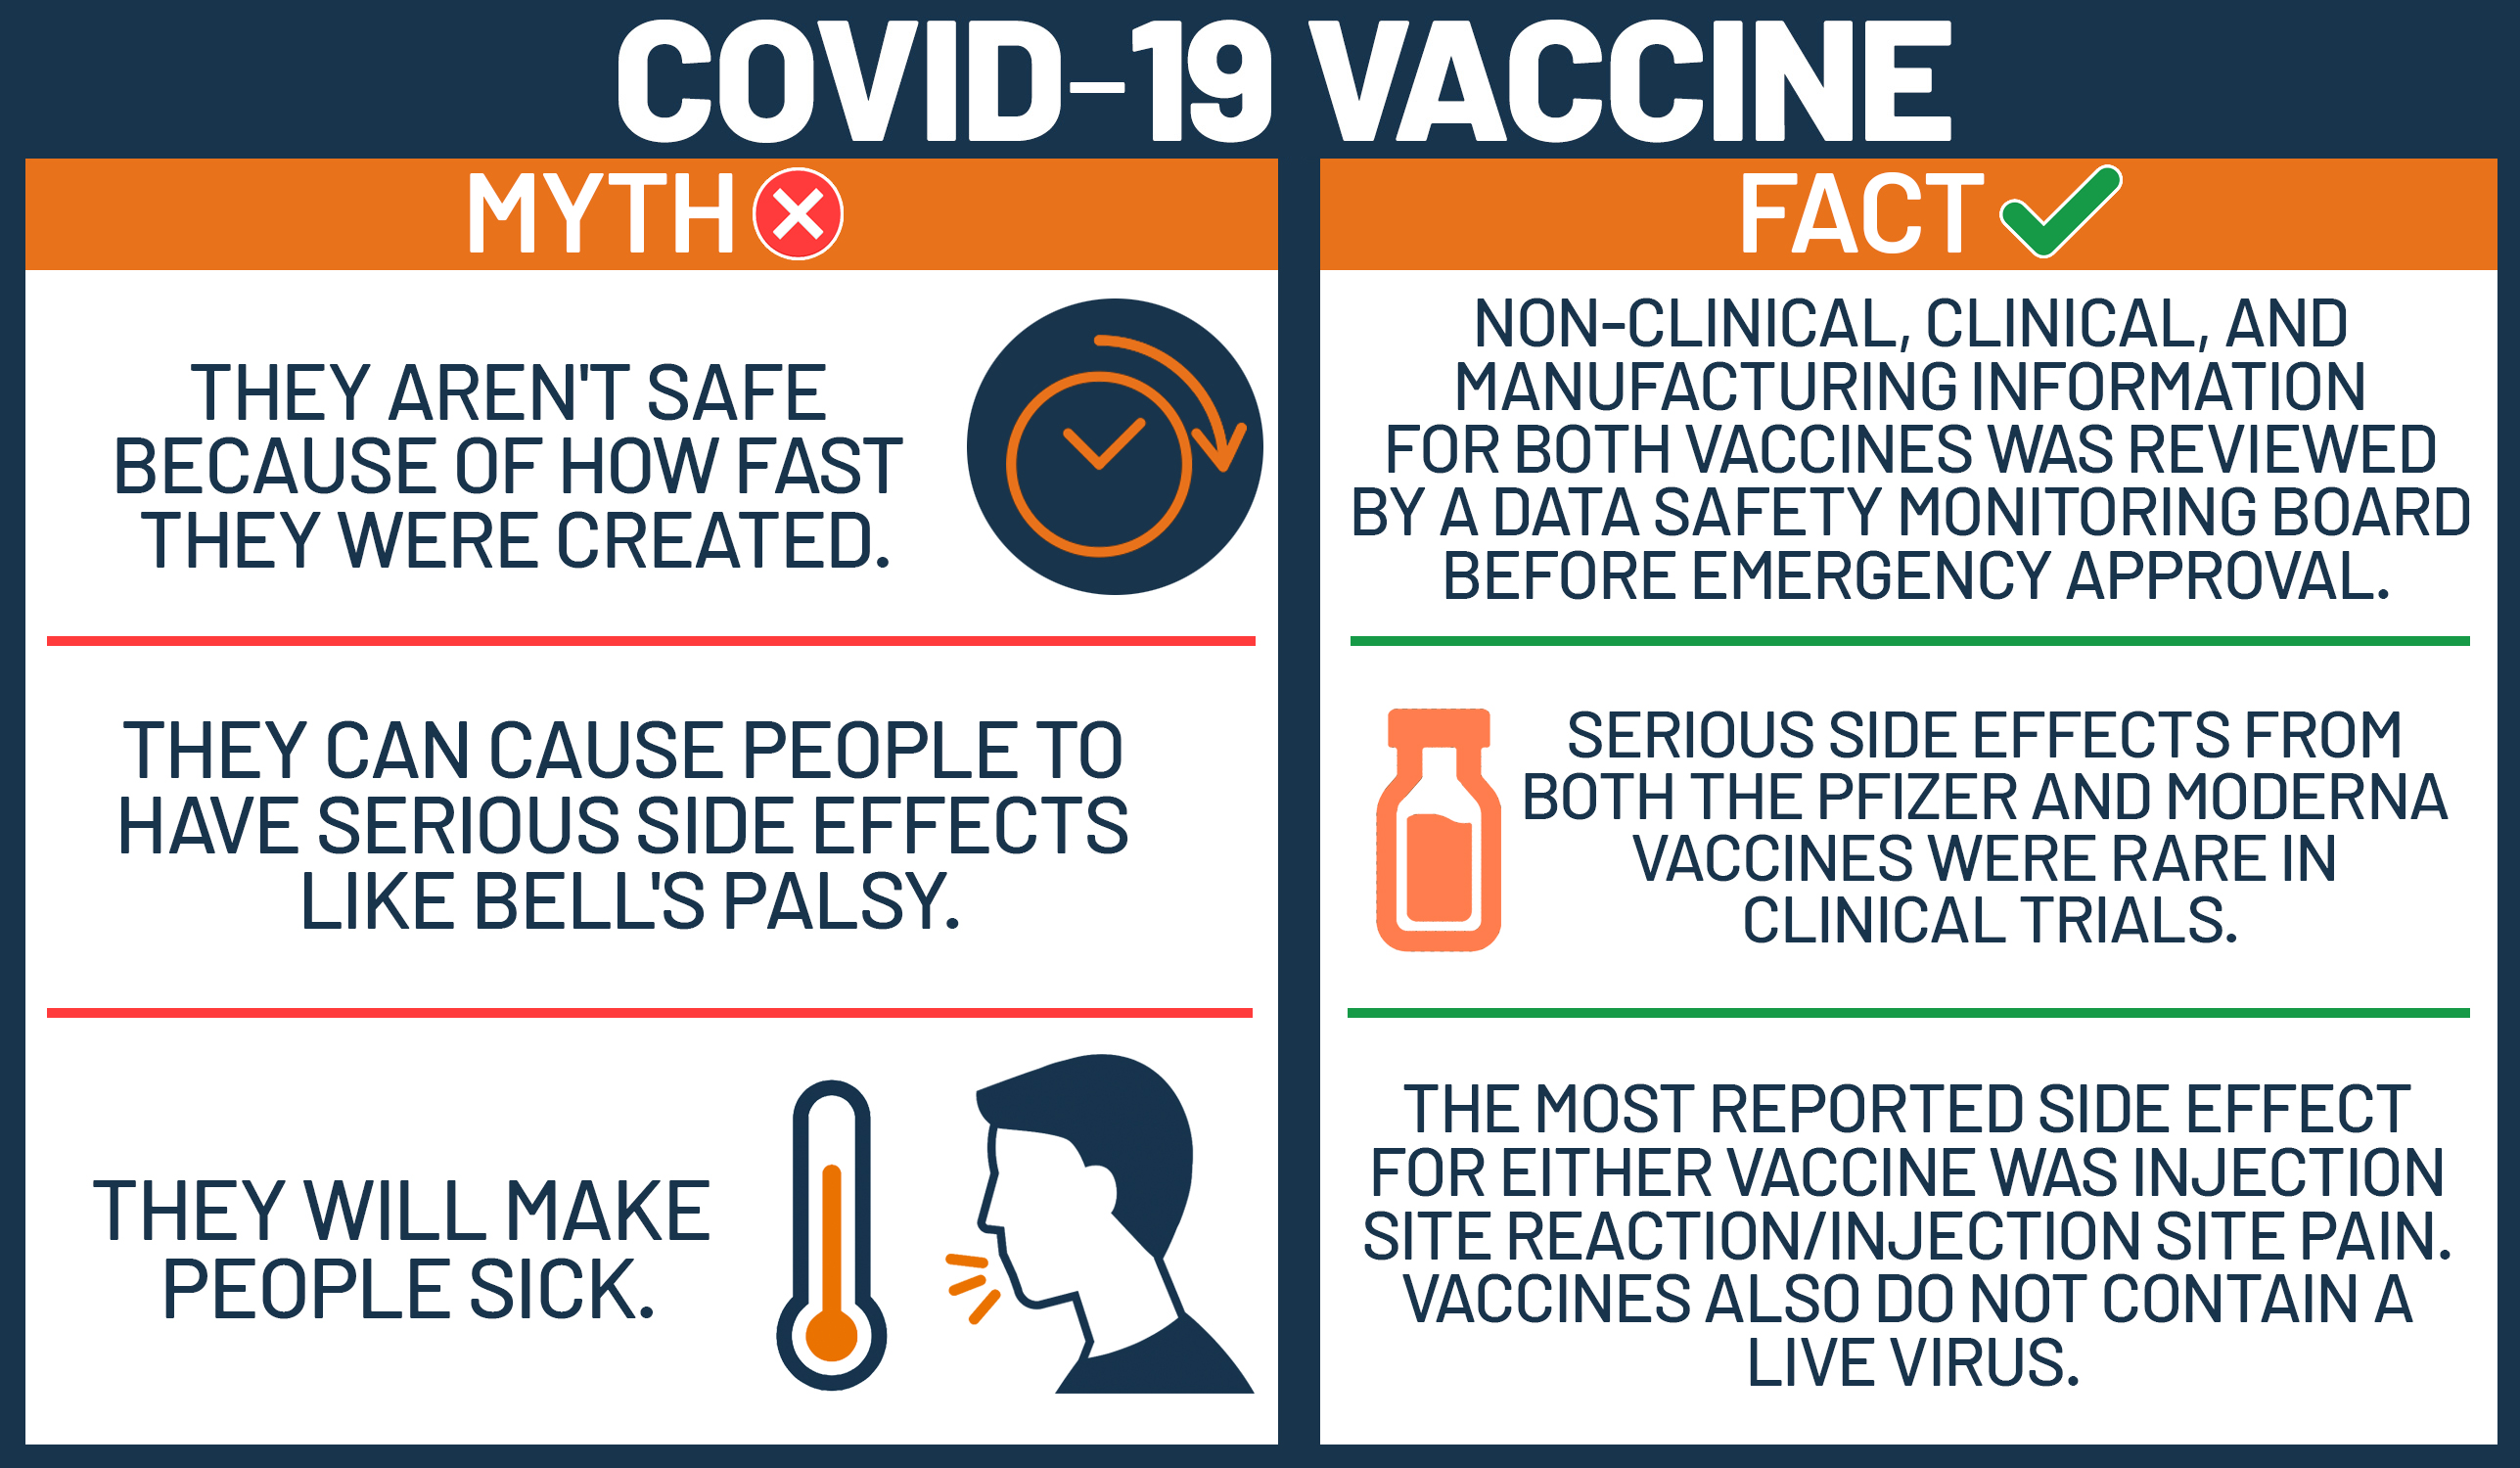 COVID-19 VACCINE
MYTH
THEY AREN'T SAFE
BECAUSE OF HOW FAST
THEY WERE CREATED.
THEY CAN CAUSE PEOPLE TO
HAVE SERIOUS SIDE EFFECTS
LIKE BELL'S PALSY.
THEY WILL MAKE
PEOPLE SICK.
FACT
NON-CLINICAL, CLINICAL, AND
MANUFACTURING INFORMATION
FOR BOTH VACCINES WAS REVIEWED
BY A DATA SAFETY MONITORING BOARD
BEFORE EMERGENCY APPROVAL.
SERIOUS SIDE EFFECTS FROM
BOTH THE PFIZER AND MODERNA
VACCINES WERE RARE IN
CLINICAL TRIALS.
THE MOST REPORTED SIDE EFFECT
FOR EITHER VACCINE WAS INJECTION
SITE REACTION/INJECTION SITE PAIN.
VACCINES ALSO DO NOT CONTAIN A
LIVE VIRUS.